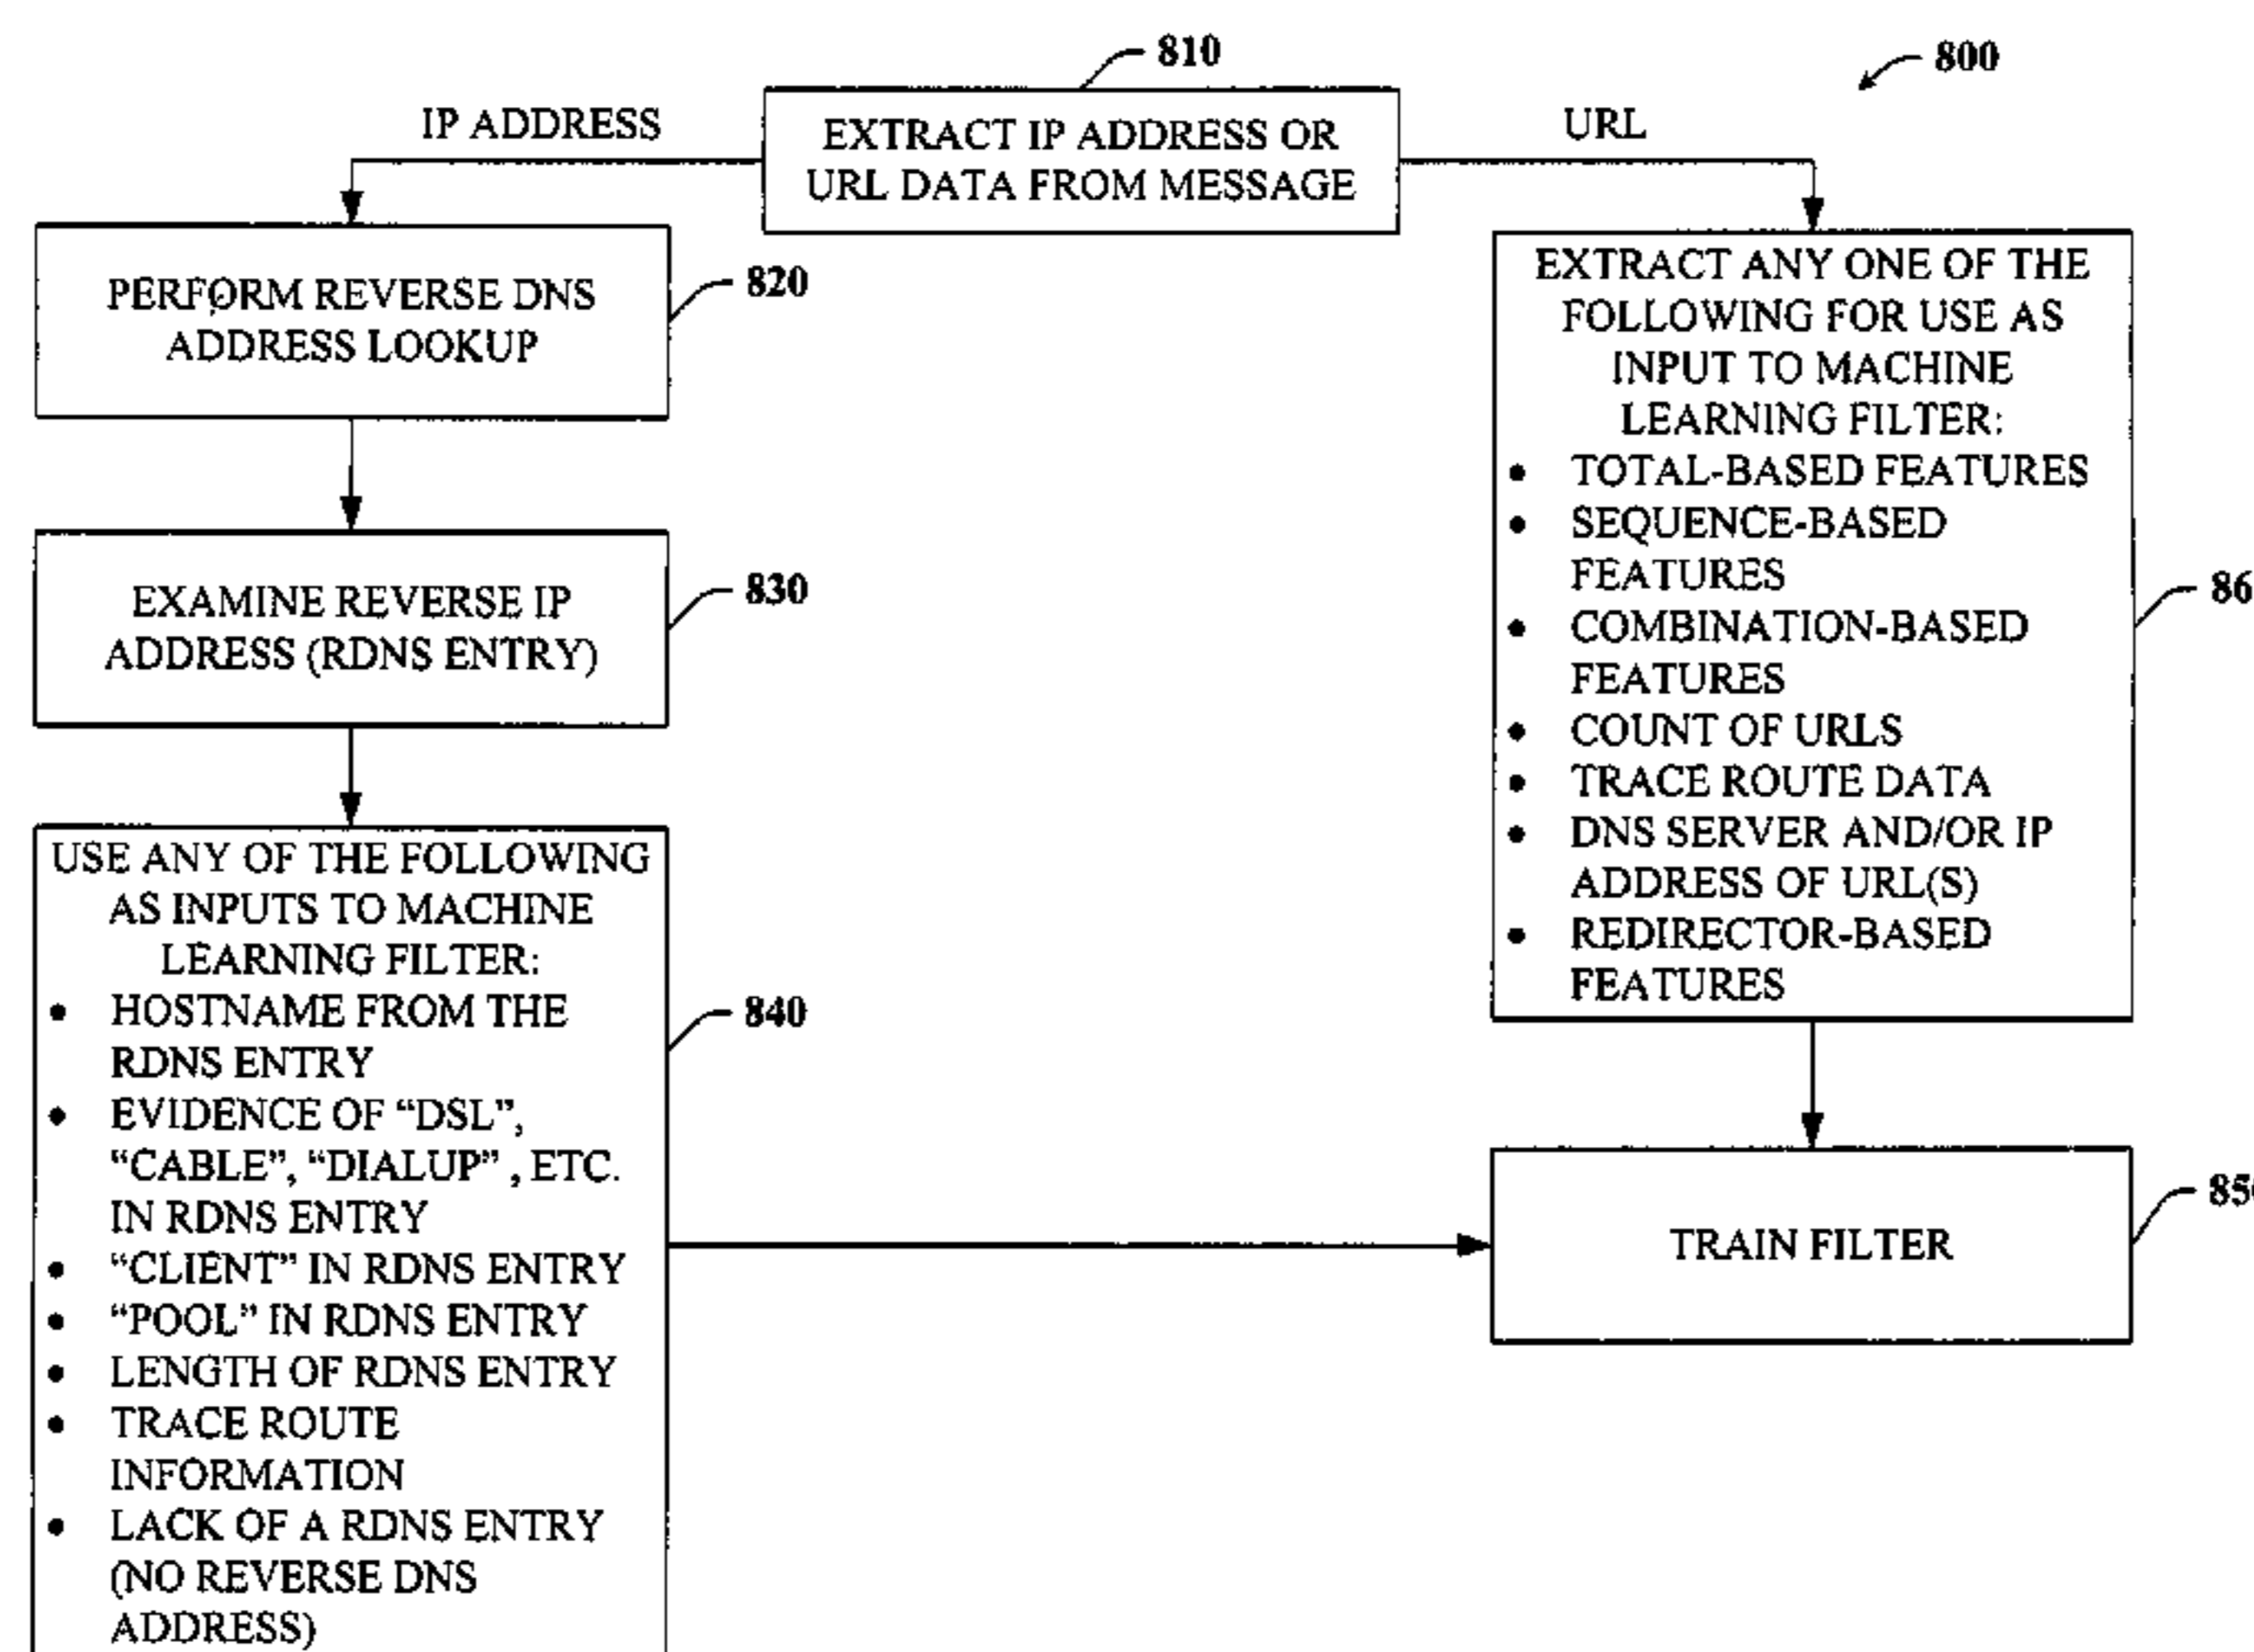 810
800
IP ADDRESS
EXTRACT IP ADDRESS OR
URL DATA FROM MESSAGE
URL
PERFORM REVERSE DNS
ADDRESS LOOKUP
820
EXAMINE REVERSE IP
ADDRESS (RDNS ENTRY)
830
USE ANY OF THE FOLLOWING
AS INPUTS TO MACHINE
LEARNING FILTER:
• HOSTNAME FROM THE
RDNS ENTRY
• EVIDENCE OF “DSL”,
“CABLE”, “DIALUP” , ETC.
IN RDNS ENTRY
• “CLIENT” IN RDNS ENTRY
• “POOL” IN RDNS ENTRY
• LENGTH OF RDNS ENTRY
• TRACE ROUTE
INFORMATION
• LACK OF A RDNS ENTRY
(NO REVERSE DNS
ADDRESS)
840
EXTRACT ANY ONE OF THE
FOLLOWING FOR USE AS
INPUT TO MACHINE
LEARNING FILTER:
• TOTAL-BASED FEATURES
• SEQUENCE-BASED
FEATURES
• COMBINATION-BASED
FEATURES
• COUNT OF URLS
• TRACE ROUTE DATA
• DNS SERVER AND/OR IP
ADDRESS OF URL(S)
• REDIRECTOR-BASED
FEATURES
86
TRAIN FILTER
850